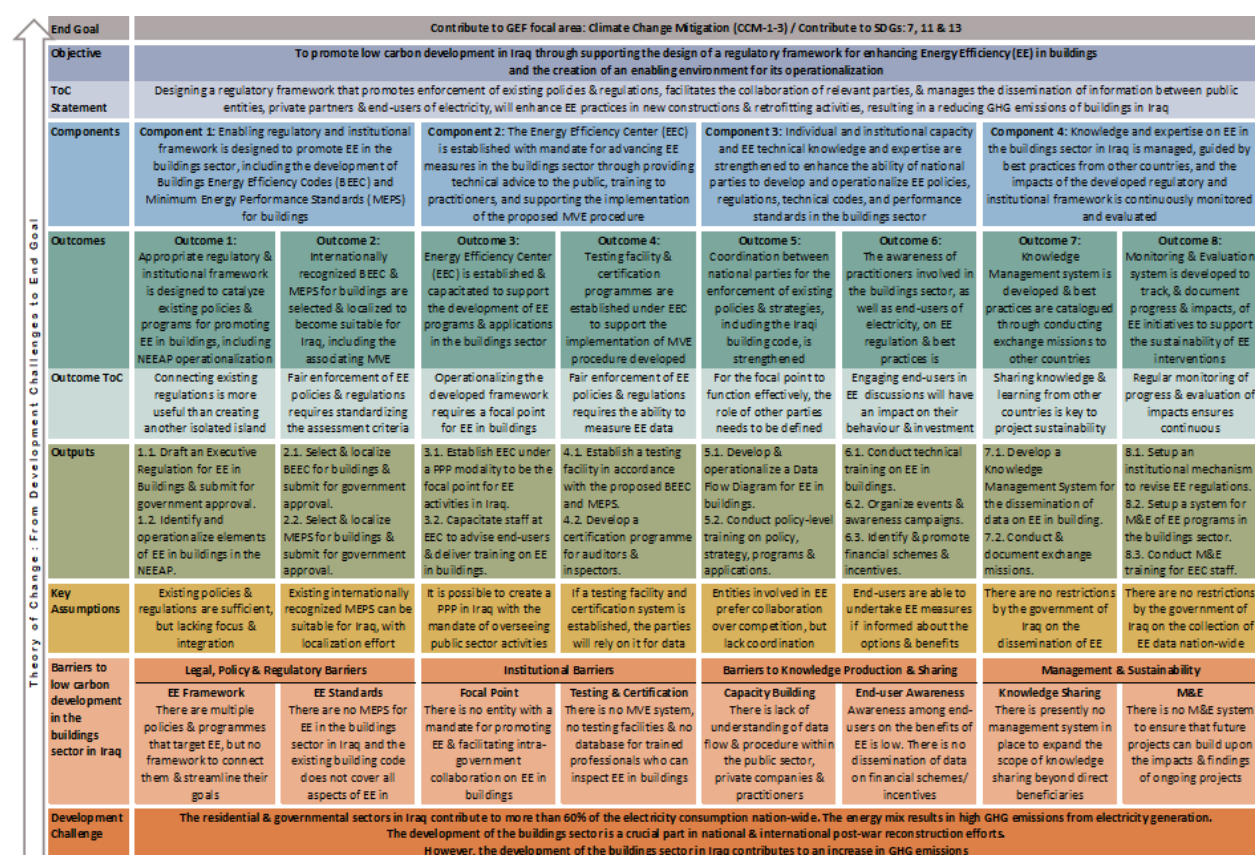 Theory of Change: From Development Challenges to End Goal
End Goal
Contribute to GEF focal area: Climate Change Mitigation (CCM-1-3) / Contribute to SDGs: 7, 11 & 13
Objective
To promote low carbon development in Iraq through supporting the design of a regulatory framework for enhancing Energy Efficiency (EE) in buildings
and the creation of an enabling environment for its operationalization
ToC
Statement
Designing a regulatory framework that promotes enforcement of existing policies & regulations, facilitates the collaboration of relevant parties, & manages the dissemination of information between public
entities, private partners & end-users of electricity, will enhance EE practices in new constructions & retrofitting activities, resulting in a reducing GHG emissions of buildings in Iraq
Components
Component 1: Enabling regulatory and institutional
framework is designed to promote EE in the
buildings sector, including the development of
Buildings Energy Efficiency Codes (BEEC) and
Minimum Energy Performance Standards (MEPS)
for buildings
Component 2: The Energy Efficiency Center (EEC)
is established with mandate for advancing EE
measures in the buildings sector through providing
technical advice to the public, training to
practitioners, and supporting the implementation
of the proposed MVE procedure
Component 3: Individual and institutional capacity
and EE technical knowledge and expertise are
strengthened to enhance the ability of national
parties to develop and operationalize EE policies,
regulations, technical codes, and performance
standards in the buildings sector
Component 4: Knowledge and expertise on EE in
the buildings sector in Iraq is managed, guided by
best practices from other countries, and the
impacts of the developed regulatory and
institutional framework is continuously monitored
and evaluated
Outcomes
Outcome 1:
Appropriate regulatory &
institutional framework
is designed to catalyze
existing policies &
programs for promoting
EE in buildings, including
NEEAP operationalization
Outcome 2:
Internationally
recognized BEEC &
MEPS for buildings are
selected & localized to
become suitable for
Iraq, including the
associating MVE
Outcome 3:
Energy Efficiency Center
(EEC) is established &
capacitated to support
the development of EE
programs & applications
in the buildings sector
Outcome 4:
Testing facility &
certification
programmes are
established under EEC
to support the
implementation of MVE
procedure developed
Outcome 5:
Coordination between
national parties for the
enforcement of existing
policies & strategies,
including the Iraqi
building code, is
strengthened
Outcome 6:
The awareness of
practitioners involved in
the buildings sector, as
well as end-users of
electricity, on EE
regulation & best
practices is
Outcome 7:
Knowledge
Management system is
developed & best
practices are catalogued
through conducting
exchange missions to
other countries
Outcome 8:
Monitoring & Evaluation
system is developed to
track, & document
progress & impacts, of
EE initiatives to support
the sustainability of EE
interventions
Outcome ToC
Connecting existing
regulations is more
useful than creating
another isolated island
Fair enforcement of EE
policies & regulations
requires standardizing
the assessment criteria
Operationalizing the
developed framework
requires a focal point
for EE in buildings
Fair enforcement of EE
policies & regulations
requires the ability to
measure EE data
For the focal point to
function effectively, the
role of other parties
needs to be defined
Engaging end-users in
EE discussions will have
an impact on their
behaviour & investment
Sharing knowledge &
learning from other
countries is key to
project sustainability
Regular monitoring of
progress & evaluation of
impacts ensures
continuous
Outputs
1.1. Draft an Executive
Regulation for EE in
Buildings & submit for
government approval.
1.2. Identify and
operationalize elements
of EE in buildings in the
NEEAP.
2.1. Select & localize
BEEC for buildings &
submit for government
approval.
2.2. Select & localize
MEPS for buildings &
submit for government
approval.
3.1. Establish EEC under
a PPP modality to be the
focal point for EE
activities in Iraq.
3.2. Capacitate staff at
EEC to advise end-users
& deliver training on EE
in buildings.
4.1. Establish a testing
facility in accordance
with the proposed BEEC
and MEPS.
4.2. Develop a
certification programme
for auditors &
inspectors.
5.1. Develop &
operationalize a Data
Flow Diagram for EE in
buildings.
5.2. Conduct policy-level
training on policy,
strategy, programs &
applications.
6.1. Conduct technical
training on EE in
buildings.
6.2. Organize events &
awareness campaigns.
6.3. Identify & promote
financial schemes &
incentives.
7.1. Develop a
Knowledge
Management System for
the dissemination of
data on EE in building.
7.2. Conduct &
document exchange
missions.
8.1. Setup an
institutional mechanism
to revise EE regulations.
8.2. Setup a system for
M&E of EE programs in
the buildings sector.
8.3. Conduct M&E
training for EEC staff.
Key
Assumptions
Existing policies &
regulations are sufficient,
but lacking focus &
integration
Existing internationally
recognized MEPS can be
suitable for Iraq, with
localization effort
It is possible to create a
PPP in Iraq with the
mandate of overseeing
public sector activities
If a testing facility and
certification system is
established, the parties
will rely on it for data
Entities involved in EE
prefer collaboration
over competition, but
lack coordination
End-users are able to
undertake EE measures
if informed about the
options & benefits
There are no restrictions
by the government of
Iraq on the
dissemination of EE
There are no restrictions
by the government of
Iraq on the collection of
EE data nation-wide
Barriers to
low carbon
development
in the
buildings
sector in Iraq
Legal, Policy & Regulatory Barriers
Institutional Barriers
Barriers to Knowledge Production & Sharing
Management & Sustainability
EE Framework
There are multiple
policies & programmes
that target EE, but no
framework to connect
them & streamline their
goals
EE Standards
There are no MEPS for
EE in the buildings
sector in Iraq and the
existing building code
does not cover all
aspects of EE in
Focal Point
There is no entity with a
mandate for promoting
EE & facilitating intra-
government
collaboration on EE in
buildings
Testing & Certification
There is no MVE system,
no testing facilities & no
database for trained
professionals who can
inspect EE in buildings
Capacity Building
There is lack of
understanding of data
flow & procedure within
the public sector,
private companies &
practitioners
End-user Awareness
Awareness among end-
users on the benefits of
EE is low. There is no
dissemination of data
on financial schemes/
incentives
Knowledge Sharing
There is presently no
management system in
place to expand the
scope of knowledge
sharing beyond direct
beneficiaries
M&E
There is no M&E system
to ensure that future
projects can build upon
the impacts & findings
of ongoing projects
Development
Challenge
The residential & governmental sectors in Iraq contribute to more than 60% of the electricity consumption nation-wide. The energy mix results in high GHG emissions from electricity generation.
The development of the buildings sector is a crucial part in national & international post-war reconstruction efforts.
However, the development of the buildings sector in Iraq contributes to an increase in GHG emissions